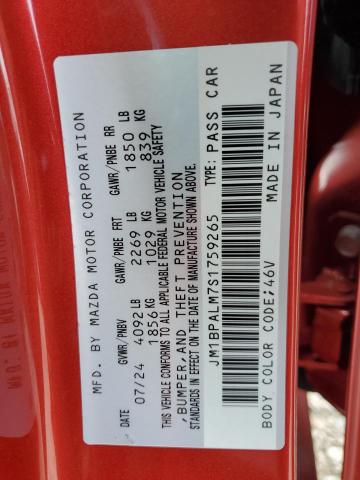 MFD. BY MAZDA MOTOR CORPORATION
DATE GVWR/PNBV GAWR/PNBE FRT GAWR/PNBE RR
07/24 4092 LB 2269 LB 1850 LB
1856 KG 1029 KG 839 KG
THIS VEHICLE CONFORMS TO ALL APPLICABLE FEDERAL MOTOR VEHICLE SAFETY
,BUMPER,AND THEFT PREVENTION
STANDARDS IN EFFECT ON THE DATE OF MANUFACTURE SHOWN ABOVE.
JM1BPALM7S1759265 TYPE: PASS CAR
BODY COLOR CODE:46V MADE IN JAPAN